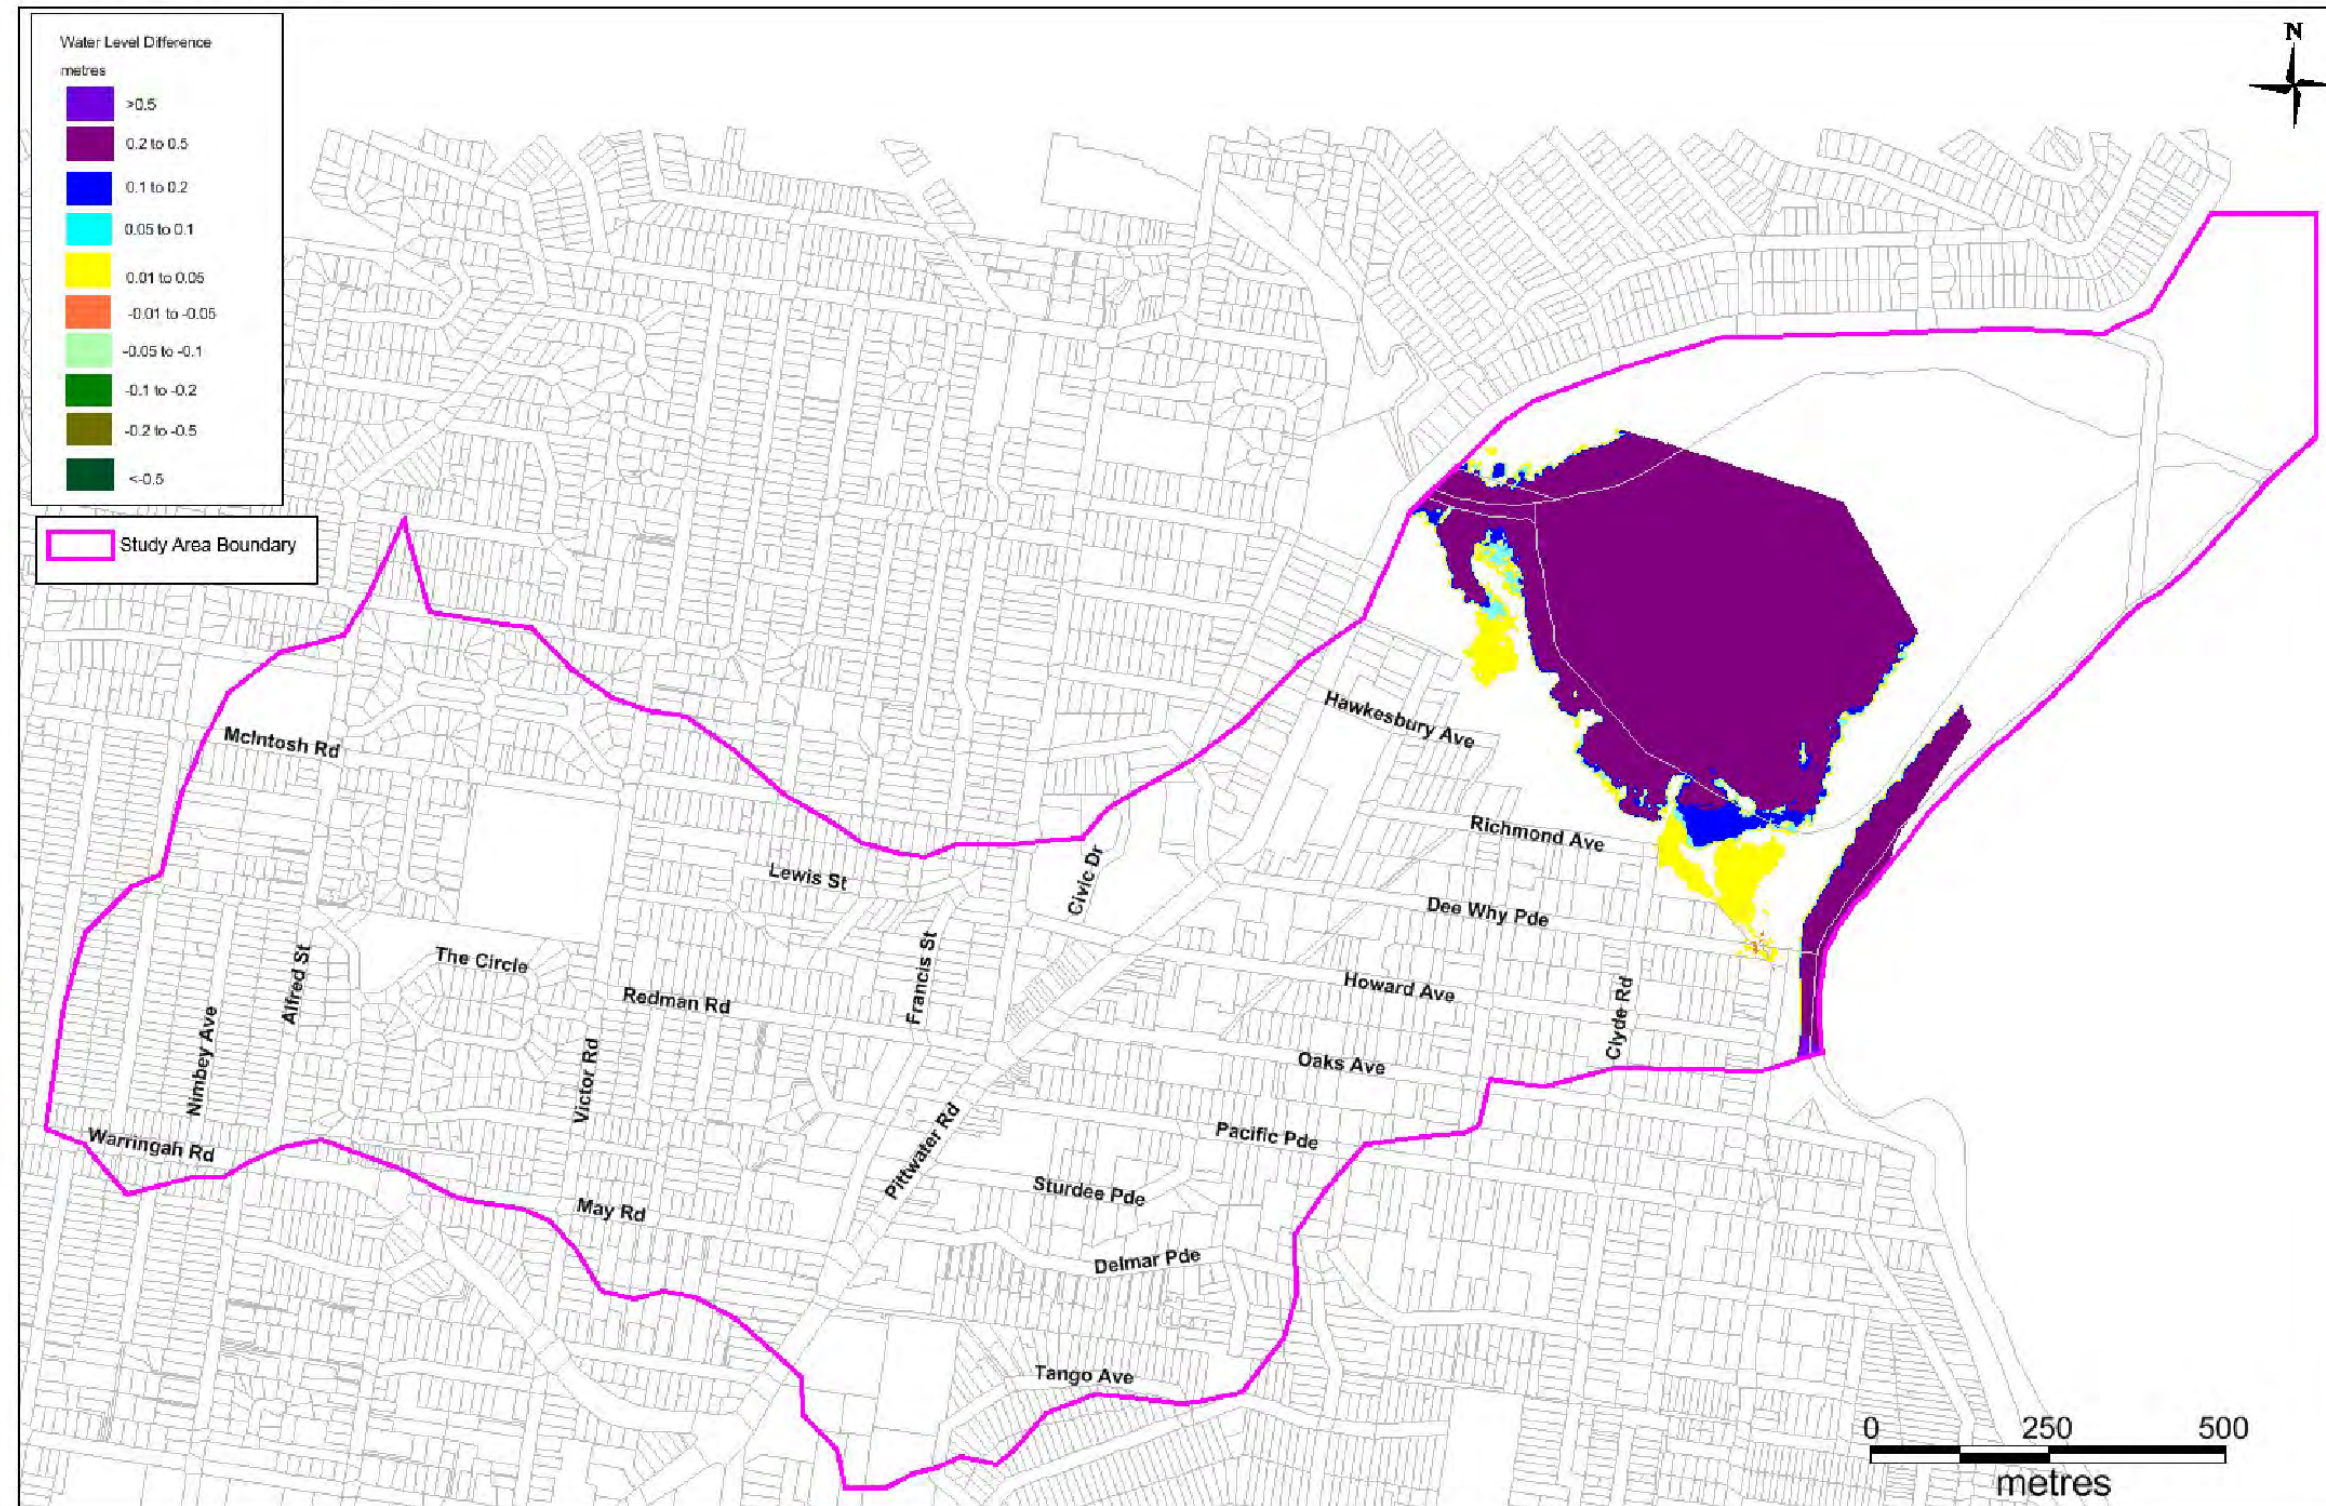 Water Level Difference
metres
>0.5
0.2 to 0.5
0.1 to 0.2
0.05 to 0.1
0.01 to 0.05
-0.01 to -0.05
-0.05 to -0.1
-0.1 to -0.2
-0.2 to -0.5
<-0.5
Study Area Boundary
N
Hawkesbury Ave
McIntosh Rd
Richmond Ave
Lewis St
Civic Dr
Dee Why Pde
The Circle
Alfred St
Francis St
Redman Rd
Howard Ave
Clyde Rd
Nimbey Ave
Victor Rd
Oaks Ave
Warringah Rd
Pittwater Rd
Pacific Pde
May Rd
Sturdee Pde
Delmar Pde
Tango Ave
0 250 500
metres